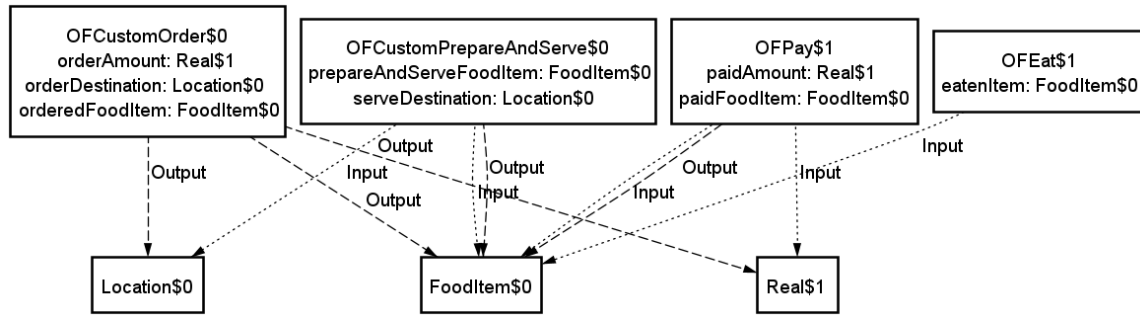 OFCustomOrder$0
orderAmount: Real$1
orderDestination: Location$0
orderedFoodItem: FoodItem$0
OFCustomPrepareAndServe$0
prepareAndServeFoodItem: FoodItem$0
serveDestination: Location$0
OFPay$1
paidAmount: Real$1
paidFoodItem: FoodItem$0
OFEat$1
eatenItem: FoodItem$0
Output
Output
Input
Output
Output
Input
Output
Input
Input
Input
Location$0
FoodItem$0
Real$1